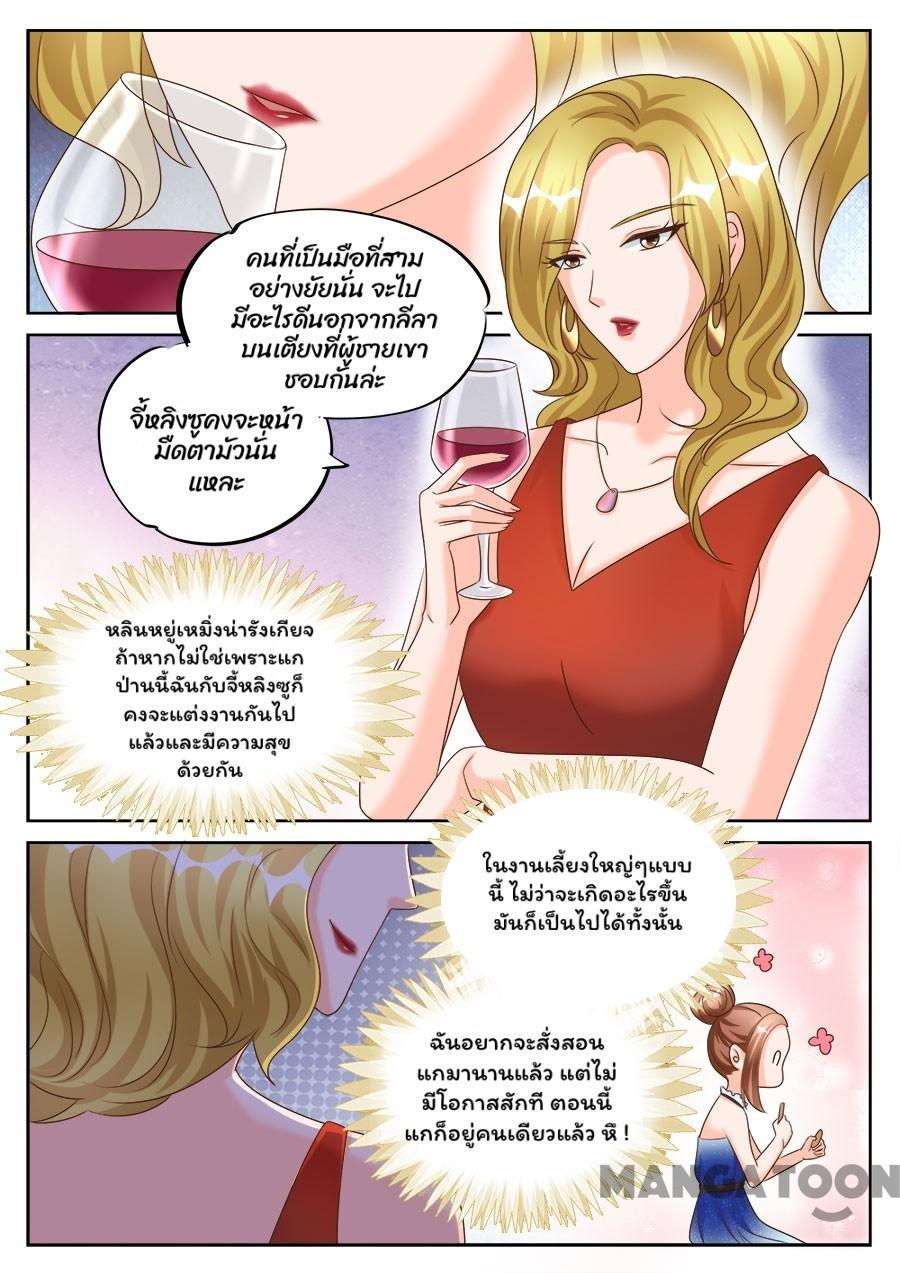 คนที่เป็นมือที่สาม
อย่างยัยนั่น จะไป
มีอะไรดีนอกจากลีลา
บนเตียงที่ผู้ชายเขา
ชอบกันล่ะ
จี้หลิงซูคงจะหน้า
มืดตามัวนั่น
แหละ
หลินหยู่เหมิ่งน่ารังเกียจ
ถ้าหากไม่ใช่เพราะแก
ป่านนี้ฉันกับจี้หลิงซูก็
คงจะแต่งงานกันไป
แล้วและมีความสุข
ด้วยกัน
ในงานเลี้ยงใหญ่ๆแบบ
นี้ ไม่ว่าจะเกิดอะไรขึ้น
มันก็เป็นไปได้ทั้งนั้น
ฉันอยากจะสั่งสอน
แกมานานแล้ว แต่ไม่
มีโอกาสสักที ตอนนี้
แกก็อยู่คนเดียวแล้ว หึ !
MANGATOON